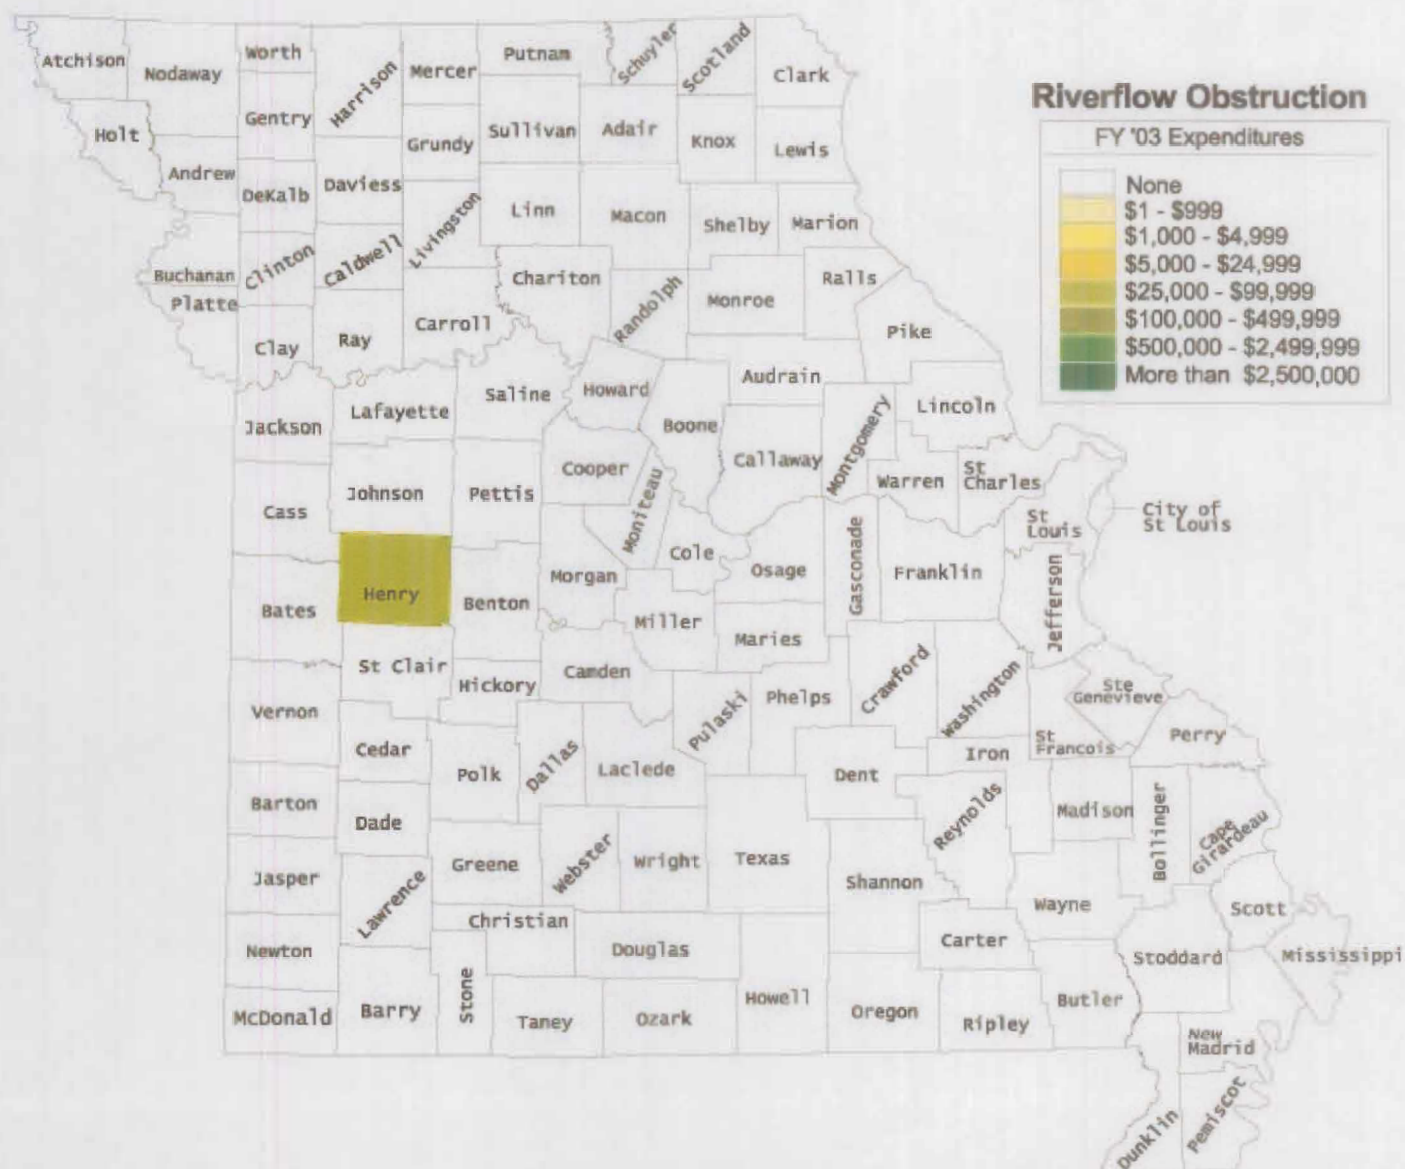 Riverflow Obstruction
FY '03 Expenditures
None
$1 - $999
$1,000 - $4,999
$5,000 - $24,999
$25,000 - $99,999
$100,000 - $499,999
$500,000 - $2,499,999
More than $2,500,000
Atchison
Nodaway
Worth
Harrison
Mercer
Putnam
Schuyler
Scotland
Clark
Holt
Gentry
Grundy
Sullivan
Adair
Knox
Lewis
Andrew
DeKalb
Daviess
Livingston
Linn
Macon
Shelby
Marion
Buchanan
Clinton
Caldwell
Chariton
Randolph
Monroe
Ralls
Platte
Clay
Ray
Carroll
Pike
Jackson
Lafayette
Saline
Howard
Boone
Audrain
Montgomery
Lincoln
Callaway
Cooper
Moniteau
Warren
St
Charles
Cass
Johnson
Pettis
City of
St Louis
St
Louis
Bates
Henry
Benton
Morgan
Cole
Osage
Gasconade
Franklin
Jefferson
Miller
Maries
St Clair
Hickory
Camden
Pulaski
Phelps
Crawford
Washington
Ste
Genevieve
Vernon
Cedar
Polk
Dallas
Laclede
Dent
Iron
St
Francois
Perry
Barton
Dade
Greene
Webster
Wright
Texas
Shannon
Reynolds
Madison
Bollinger
Cape
Girardeau
Jasper
Lawrence
Christian
Wayne
Scott
Newton
Douglas
Carter
Stoddard
Mississippi
McDonald
Barry
Stone
Taney
Ozark
Howell
Oregon
Ripley
Butler
New
Madrid
Dunklin
Pemiscot